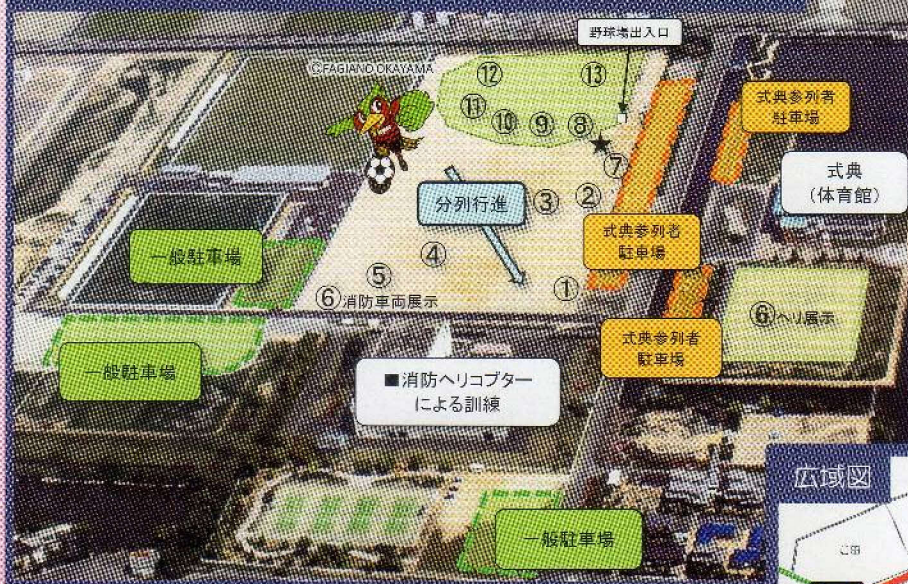 野球場出入口
©FAGIANO OKAYAMA
⑫
⑬
⑪
⑩
⑨
⑧
★
⑦
式典参列者
駐車場
式典
(体育館)
分列行進
③
②
式典参列者
駐車場
一般駐車場
④
⑤
①
⑥消防車両展示
⑥ヘリ展示
式典参列者
駐車場
一般駐車場
■消防ヘリコプター
による訓練
一般駐車場
広域図